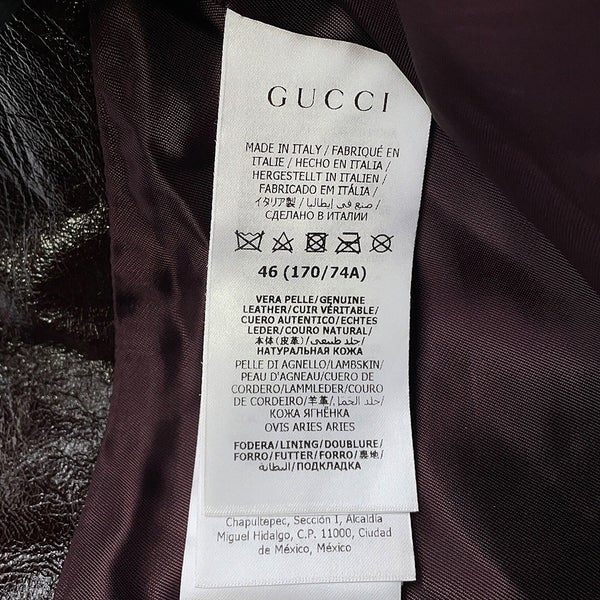 GUCCI
MADE IN ITALY / FABRIQUÉ EN
ITALIE / HECHO EN ITALIA /
HERGESTELLT IN ITALIEN /
FABRICADO EM ITÁLIA /
イタリア製 / صنع في إيطاليا /
СДЕЛАНО В ИТАЛИИ
46 (170/74A)
VERA PELLE/GENUINE
LEATHER/CUIR VÉRITABLE/
CUERO AUTENTICO/ECHTES
LEDER/COURO NATURAL/
本体(皮革)/جلد طبيعي/
НАТУРАЛЬНАЯ КОЖА
PELLE DI AGNELLO/LAMBSKIN/
PEAU D'AGNEAU/CUERO DE
CORDERO/LAMMLEDER/COURO
DE CORDEIRO/羊革/جلد الحمل/
КОЖА ЯГНЁНКА
OVIS ARIES ARIES
FODERA/LINING/DOUBLURE/
FORRO/FUTTER/FORRO/裏地/
البطانة/ПОДКЛАДКА
Chapultepec, Sección I, Alcaldía
Miguel Hidalgo, C.P. 11000, Ciudad
de México, México